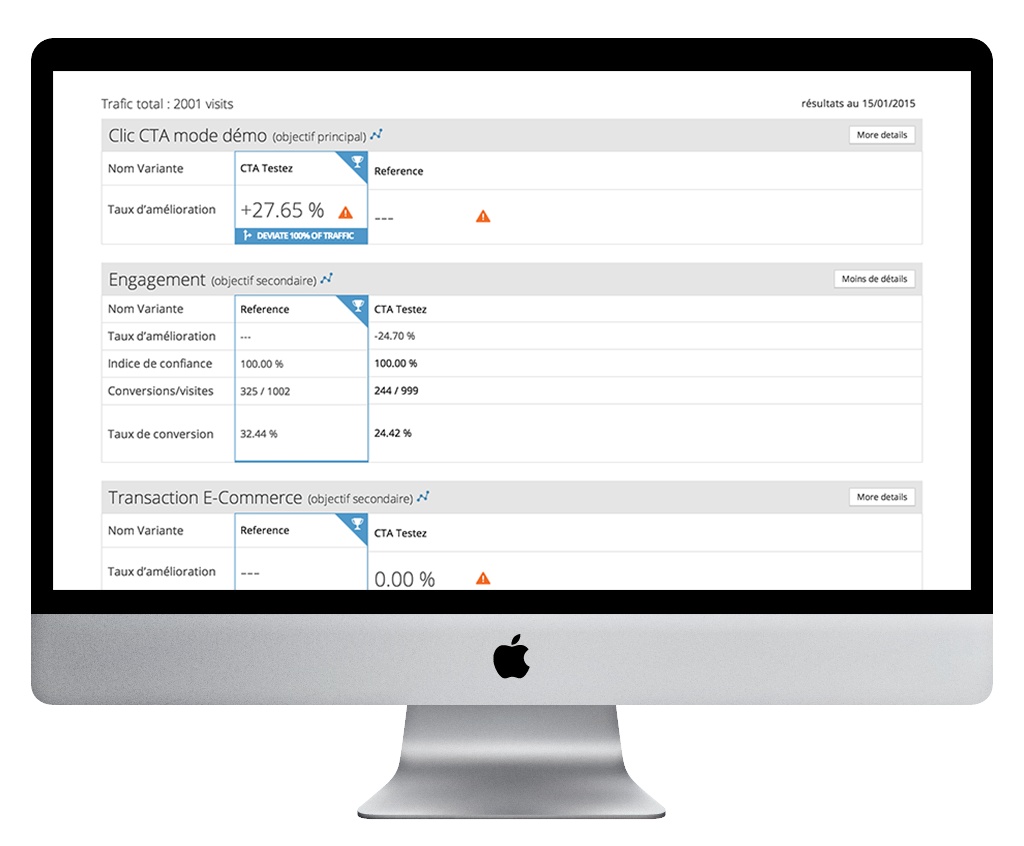 Trafic total : 2001 visits
résultats au 15/01/2015
Clic CTA mode démo (objectif principal)
More details
Nom Variante
CTA Testez
Reference
Taux d'amélioration
+27.65 %
---
DEVIATE 100% OF TRAFFIC
Engagement (objectif secondaire)
Moins de détails
Nom Variante
Reference
CTA Testez
Taux d'amélioration
---
-24.70 %
Indice de confiance
100.00 %
100.00 %
Conversions/visites
325 / 1002
244 / 999
Taux de conversion
32.44 %
24.42 %
Transaction E-Commerce (objectif secondaire)
More details
Nom Variante
Reference
CTA Testez
Taux d'amélioration
---
0.00 %